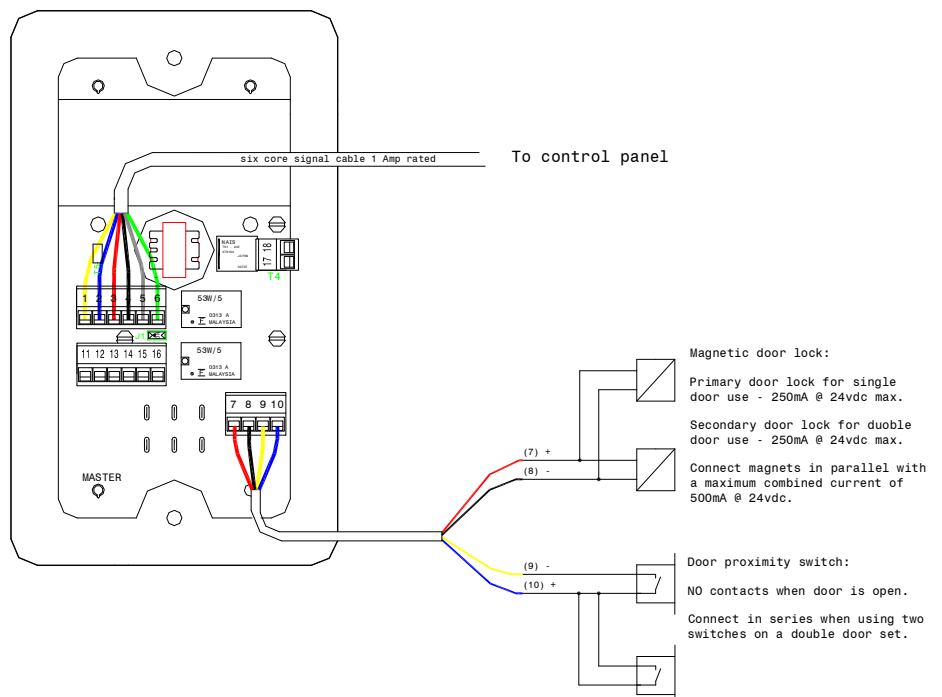 six core signal cable 1 Amp rated
To control panel
NAIS
JAPAN
17 18
T4
1 2 3 4 5 6
53W/5
0313 A
MALAYSIA
J1
11 12 13 14 15 16
53W/5
0313 A
MALAYSIA
7 8 9 10
MASTER
Magnetic door lock:
Primary door lock for single
door use - 250mA @ 24vdc max.
Secondary door lock for duoble
door use - 250mA @ 24vdc max.
(7) +
(8) -
Connect magnets in parallel with
a maximum combined current of
500mA @ 24vdc.
(9) -
(10) +
Door proximity switch:
NO contacts when door is open.
Connect in series when using two
switches on a double door set.